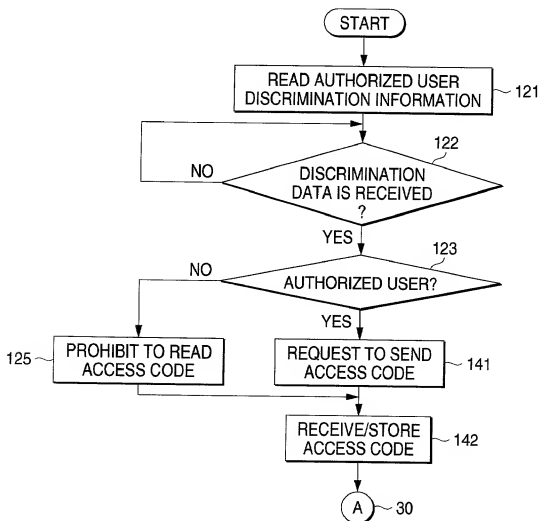 START
READ AUTHORIZED USER
DISCRIMINATION INFORMATION
121
122
DISCRIMINATION
DATA IS RECEIVED
?
NO
YES
123
AUTHORIZED USER?
NO
YES
125
PROHIBIT TO READ
ACCESS CODE
REQUEST TO SEND
ACCESS CODE
141
RECEIVE/STORE
ACCESS CODE
142
A
30